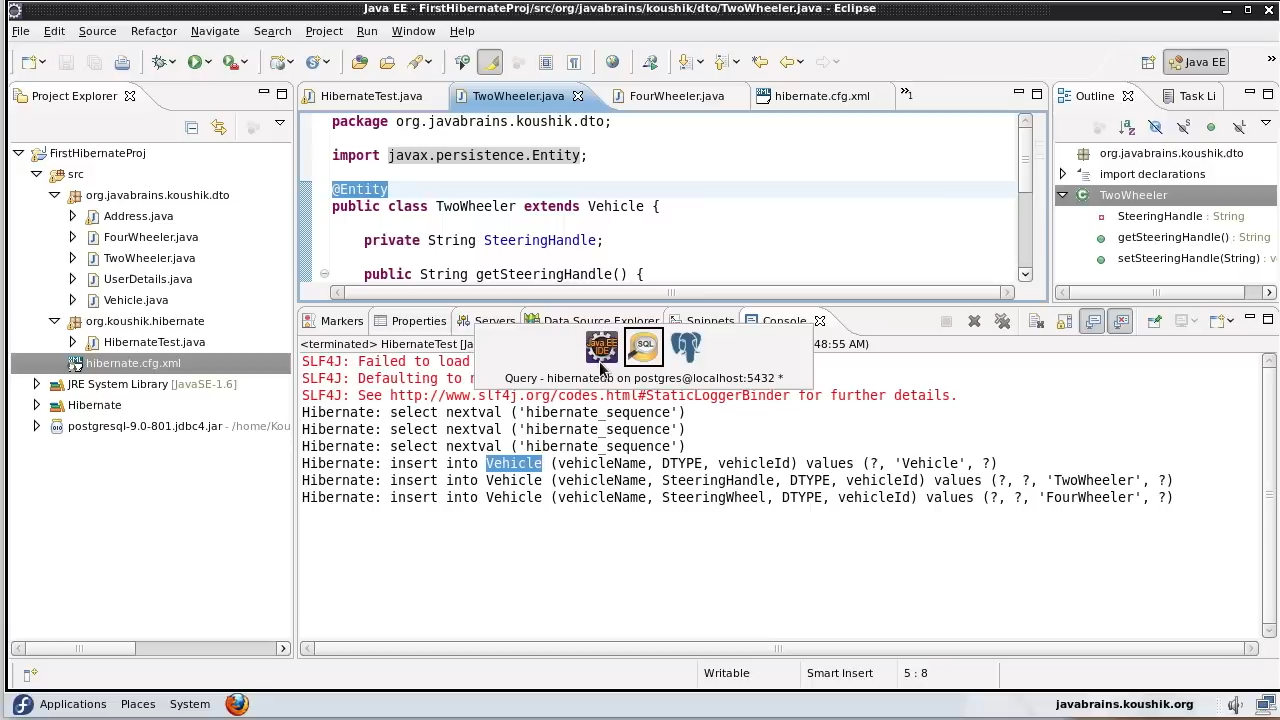 Java EE - FirstHibernateProj/src/org/javabrains/koushik/dto/TwoWheeler.java - Eclipse
File Edit Source Refactor Navigate Search Project Run Window Help
Java EE
Project Explorer
HibernateTest.java
TwoWheeler.java
FourWheeler.java
hibernate.cfg.xml
1
Outline
Task Li
FirstHibernateProj
src
org.javabrains.koushik.dto
Address.java
FourWheeler.java
TwoWheeler.java
UserDetails.java
Vehicle.java
org.koushik.hibernate
HibernateTest.java
hibernate.cfg.xml
JRE System Library [JavaSE-1.6]
Hibernate
postgresql-9.0-801.jdbc4.jar - /home/Kou
package org.javabrains.koushik.dto;
import javax.persistence.Entity;
@Entity
public class TwoWheeler extends Vehicle {
private String SteeringHandle;
public String getSteeringHandle() {
org.javabrains.koushik.dto
import declarations
TwoWheeler
SteeringHandle : String
getSteeringHandle() : String
setSteeringHandle(String) : v
Markers Properties Servers Data Source Explorer Snippets Console
<terminated> HibernateTest [Ja
48:55 AM)
SQL
Query - hibernatedb on postgres@localhost:5432 *
SLF4J: Failed to load
SLF4J: Defaulting to n
SLF4J: See http://www.slf4j.org/codes.html#StaticLoggerBinder for further details.
Hibernate: select nextval ('hibernate_sequence')
Hibernate: select nextval ('hibernate_sequence')
Hibernate: select nextval ('hibernate_sequence')
Hibernate: insert into Vehicle (vehicleName, DTYPE, vehicleId) values (?, 'Vehicle', ?)
Hibernate: insert into Vehicle (vehicleName, SteeringHandle, DTYPE, vehicleId) values (?, ?, 'TwoWheeler', ?)
Hibernate: insert into Vehicle (vehicleName, SteeringWheel, DTYPE, vehicleId) values (?, ?, 'FourWheeler', ?)
Writable
Smart Insert
5 : 8
Applications Places System
javabrains.koushik.org